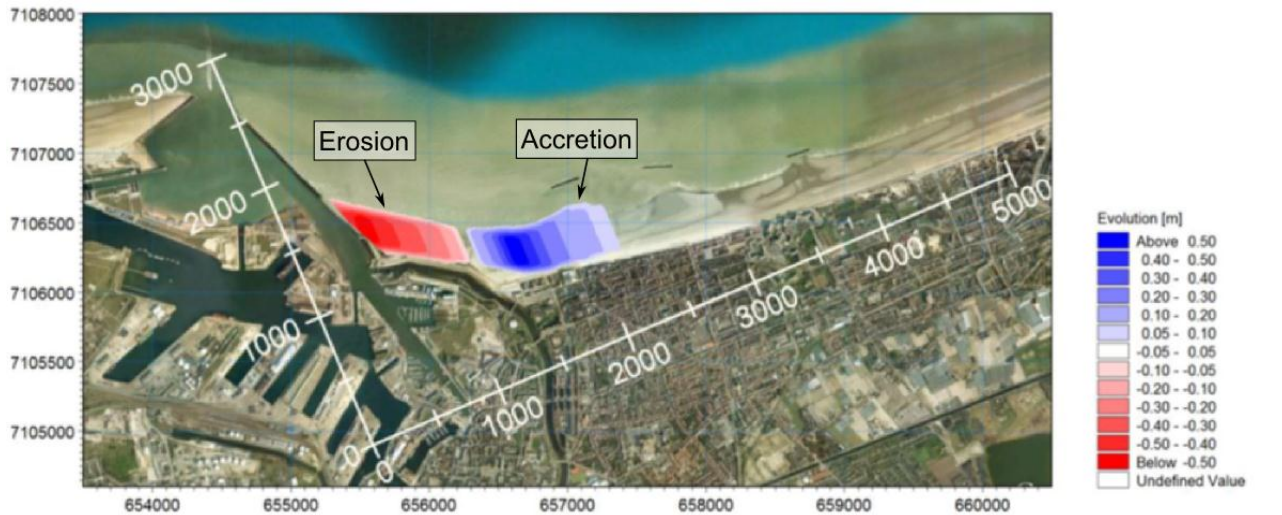 7108000
7107500
7107000
7106500
7106000
7105500
7105000
654000 655000 656000 657000 658000 659000 660000
3000
2000
1000
0
0
1000
2000
3000
4000
5000
Erosion
Accretion
Evolution [m]
Above 0.50
0.40 - 0.50
0.30 - 0.40
0.20 - 0.30
0.10 - 0.20
0.05 - 0.10
-0.05 - 0.05
-0.10 - -0.05
-0.20 - -0.10
-0.30 - -0.20
-0.40 - -0.30
-0.50 - -0.40
Below -0.50
Undefined Value